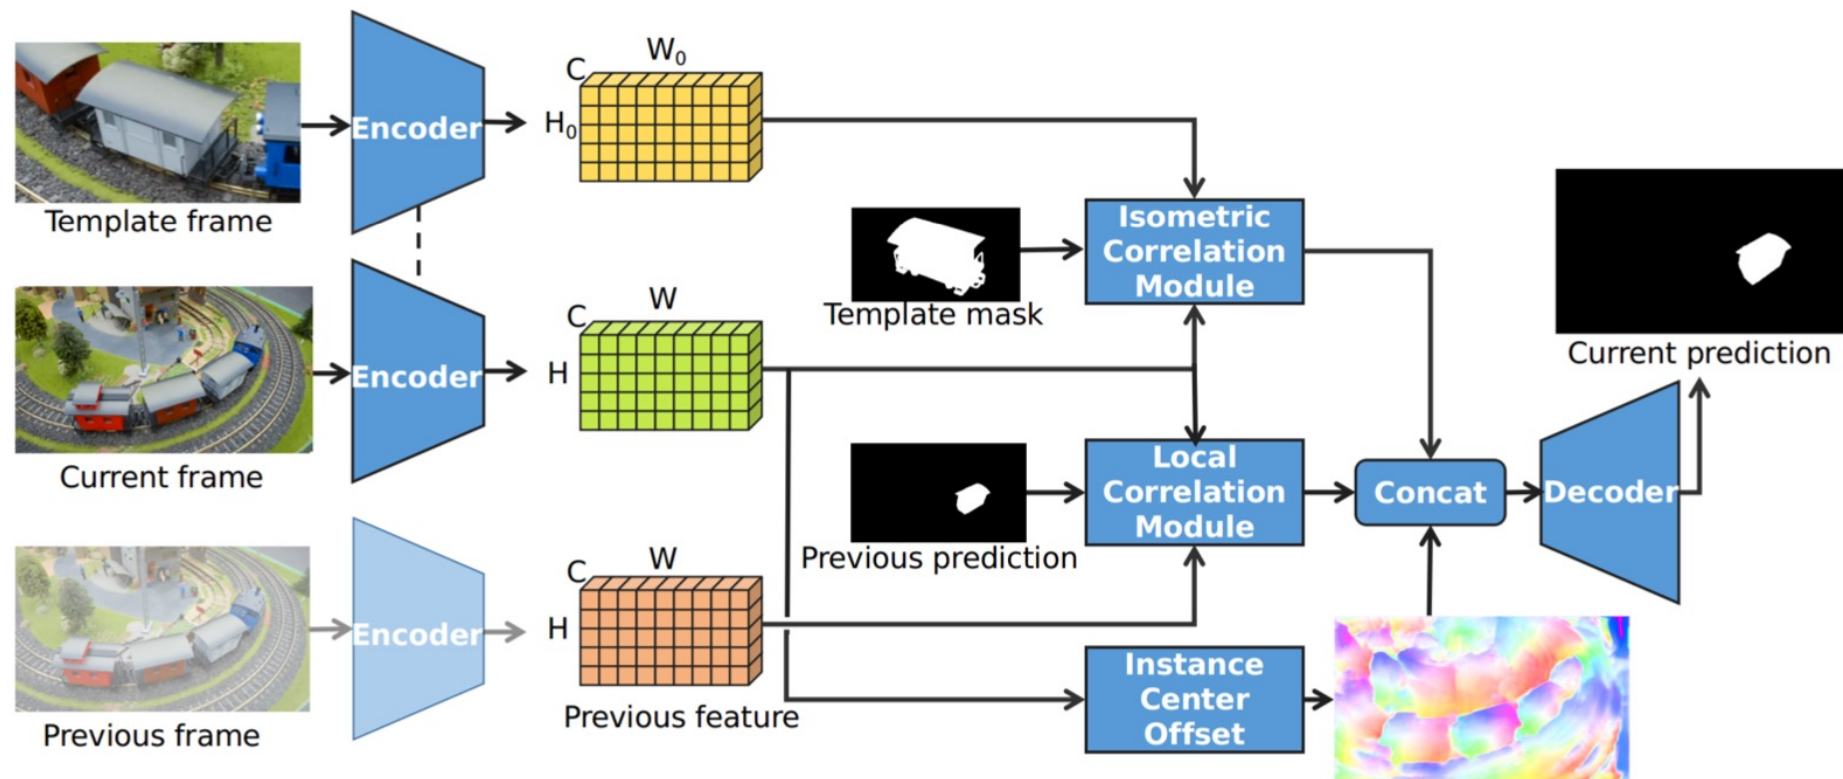 Template frame
Encoder
C
W₀
H₀
Current frame
Encoder
C
W
H
Previous frame
Encoder
C
W
H
Previous feature
Template mask
Isometric
Correlation
Module
Previous prediction
Local
Correlation
Module
Instance
Center
Offset
Concat
Decoder
Current prediction